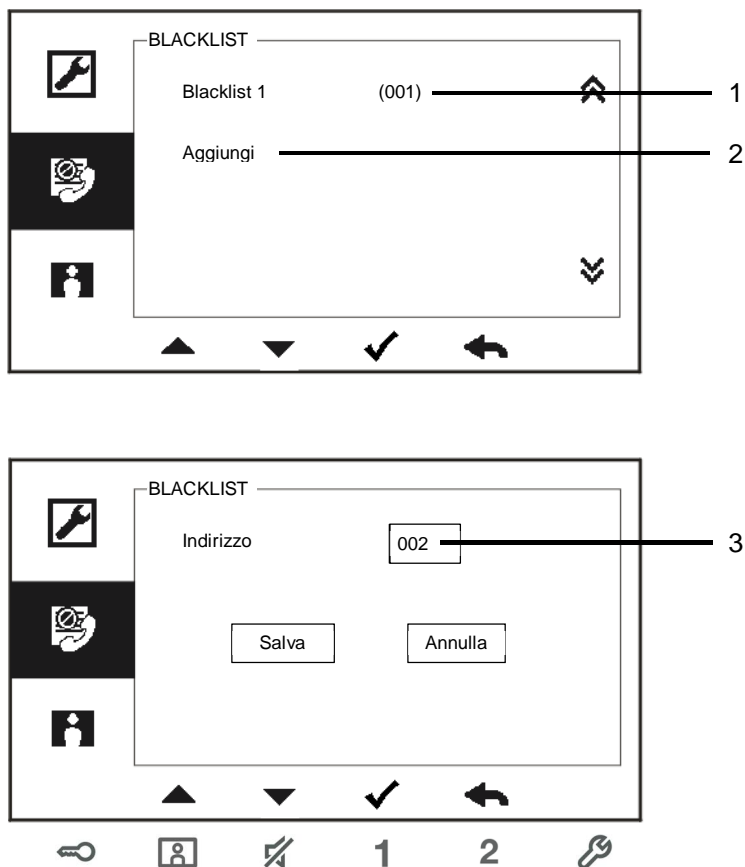 BLACKLIST
Blacklist 1 (001) 1
Aggiungi 2
BLACKLIST
Indirizzo 002 3
Salva Annulla
1 2